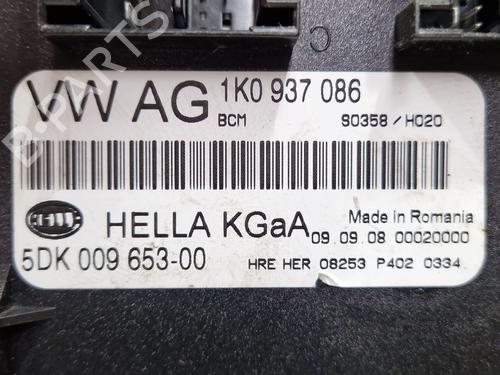 C
VW AG 1K0 937 086
BCM S0358 / H020
HELLA
HELLA KGaA Made in Romania
09.09.08 00020000
5DK 009 653-00 HRE HER 08253 P402 0334
B-PARTS